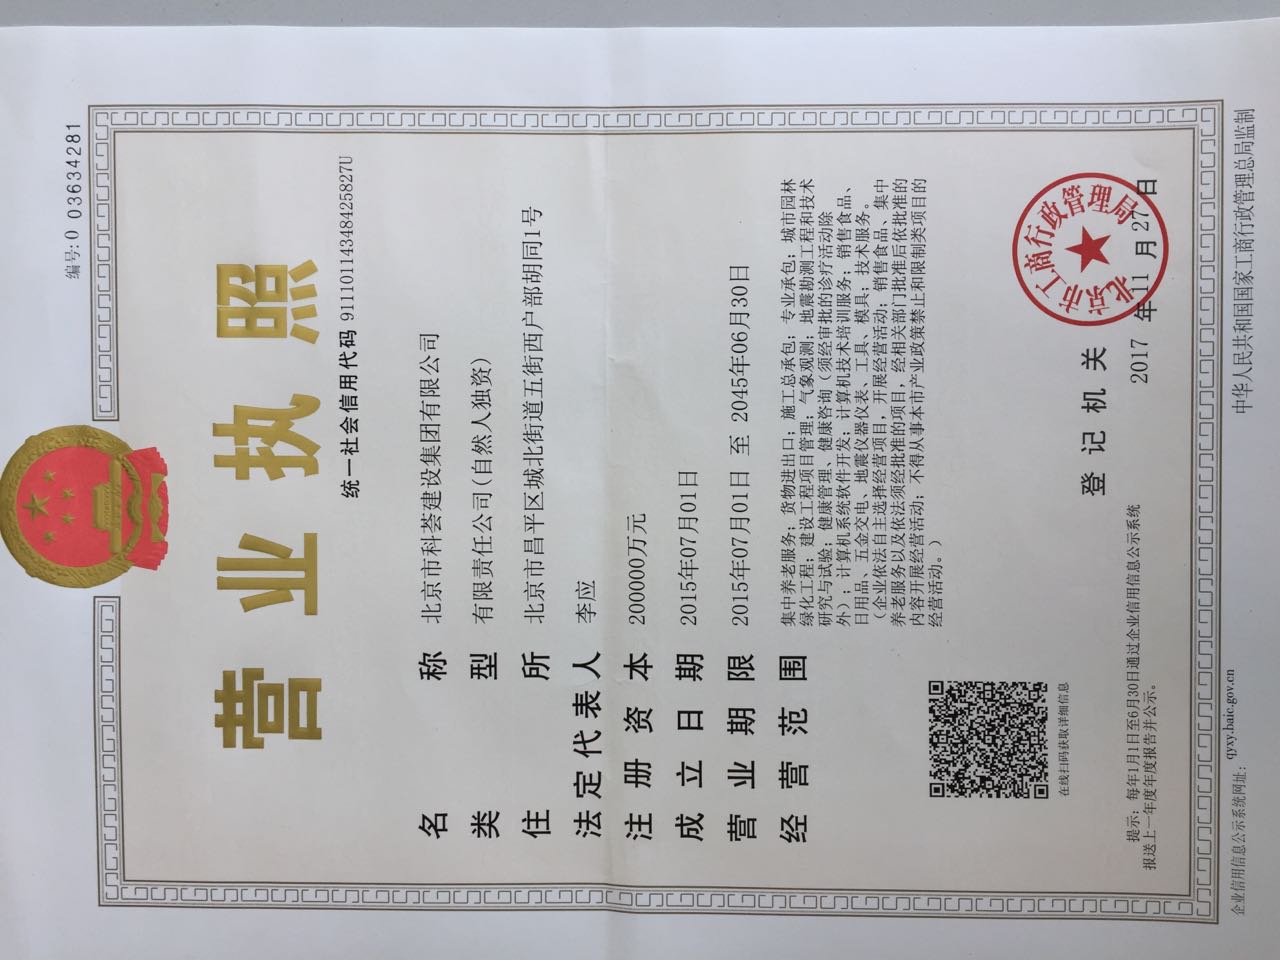 编号: 0 03634281
营业执照
统一社会信用代码 91110114348425827U
名称 北京市科荟建设集团有限公司
类型 有限责任公司(自然人独资)
住所 北京市昌平区城北街道五街西户部胡同1号
法定代表人 李应
注册资本 200000万元
成立日期 2015年07月01日
营业期限 2015年07月01日 至 2045年06月30日
经营范围 集中养老服务；货物进出口；施工总承包；专业承包；城市园林
绿化工程；建设工程项目管理；气象观测；地震勘测工程和技术
研究与试验；健康管理、健康咨询（须经审批的诊疗活动除
外）；计算机系统软件开发；计算机技术培训服务；销售食品、
日用品、五金交电、地震仪器仪表、工具、模具；技术服务。
（企业依法自主选择经营项目，开展经营活动；销售食品、集中
养老服务以及依法须经批准的项目，经相关部门批准后依批准的
内容开展经营活动；不得从事本市产业政策禁止和限制类项目的
经营活动。）
在线扫码获取详细信息
登记机关
北京市工商行政管理局
2017 年 11 月 27 日
提示：每年1月1日至6月30日通过企业信用信息公示系统
报送上一年度年度报告并公示。
企业信用信息公示系统网址： qyxy.baic.gov.cn
中华人民共和国国家工商行政管理总局监制